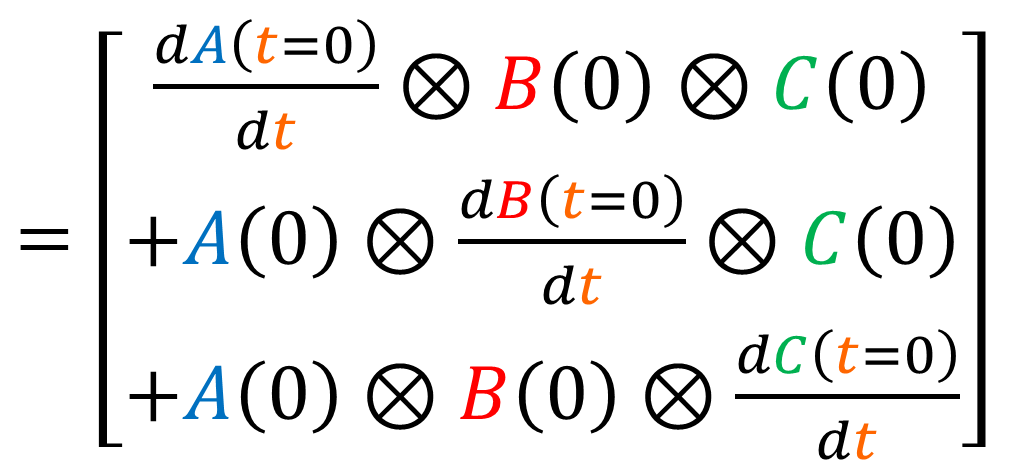 = [ dA(t=0)/dt ⊗ B(0) ⊗ C(0)
+A(0) ⊗ dB(t=0)/dt ⊗ C(0)
+A(0) ⊗ B(0) ⊗ dC(t=0)/dt ]